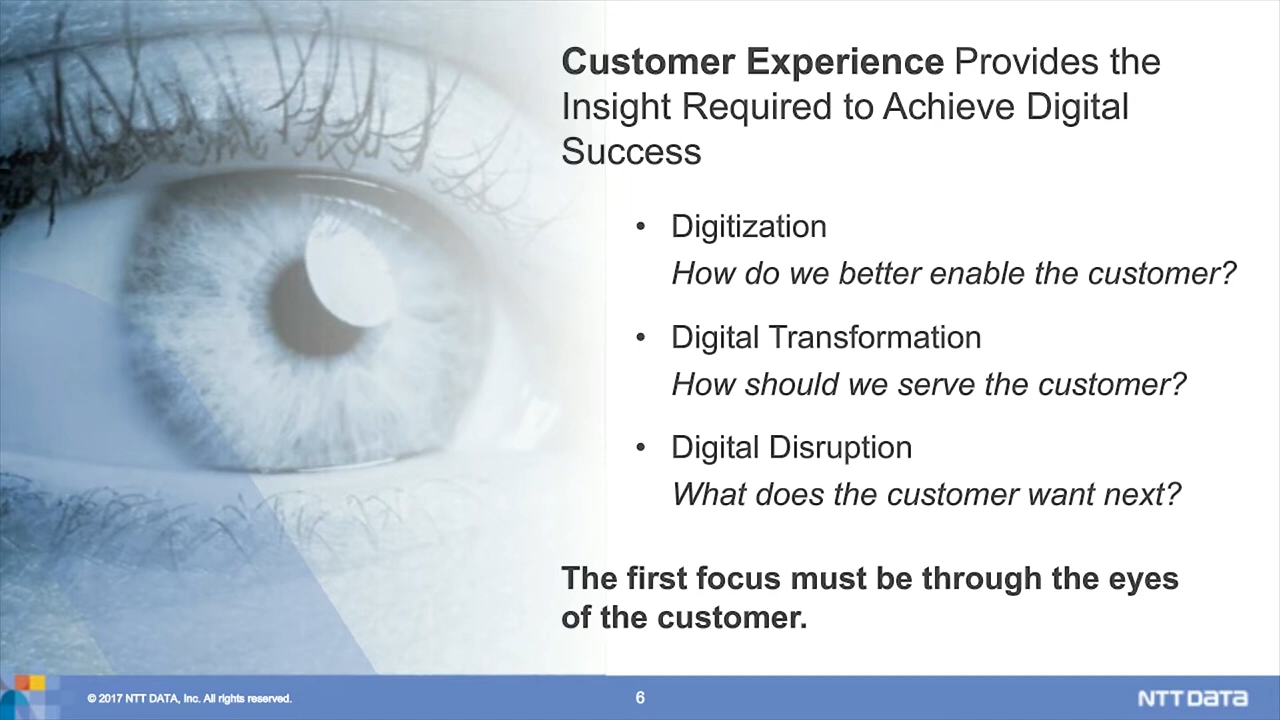 Customer Experience Provides the
Insight Required to Achieve Digital
Success
• Digitization
How do we better enable the customer?
• Digital Transformation
How should we serve the customer?
• Digital Disruption
What does the customer want next?
The first focus must be through the eyes
of the customer.
© 2017 NTT DATA, Inc. All rights reserved.
6
NTT DATA